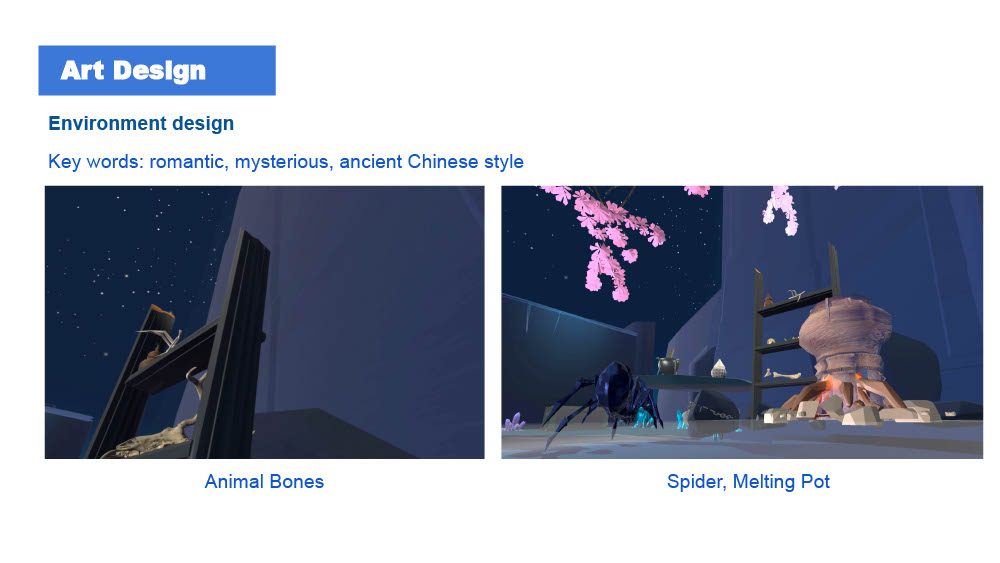 Art Design
Environment design
Key words: romantic, mysterious, ancient Chinese style
Animal Bones
Spider, Melting Pot